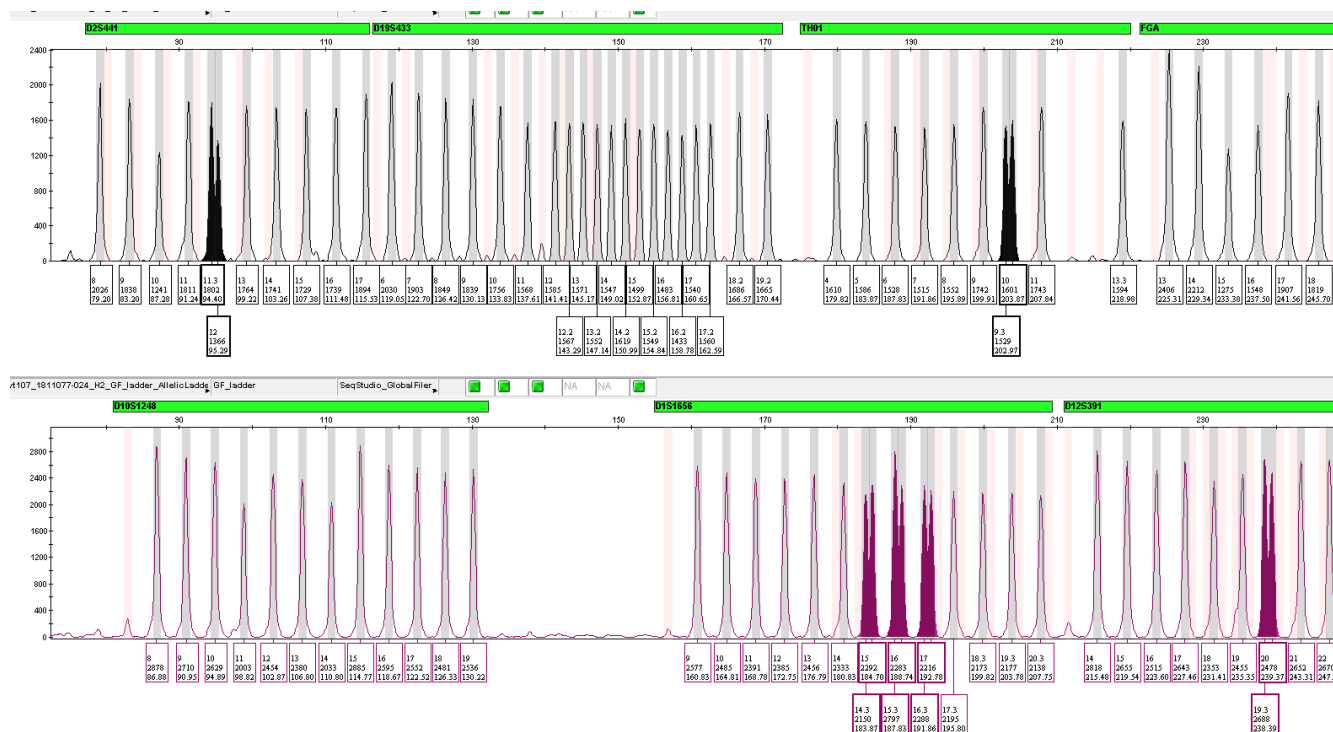 D2S441 D19S433 TH01 FGA
90 110 130 150 170 190 210 230
2400
2000
1600
1200
800
400
0
8 9 10 11 11.3 13 14 15 16 17 6 7 8 9 10 11 12 13 14 15 16 17 18.2 19.2 4 5 6 7 8 9 10 11 13.3 13 14 15 16 17 18
2026 1838 1241 1811 1802 1764 1741 1729 1739 1894 2030 1903 1849 1839 1756 1568 1585 1571 1547 1499 1483 1540 1686 1665 1610 1586 1528 1515 1552 1742 1601 1743 1594 2406 2212 1275 1548 1907 1819
79.20 83.20 87.28 91.24 94.40 99.22 103.26 107.38 111.48 115.53 119.05 122.70 126.42 130.13 133.83 137.61 141.41 145.17 149.02 152.87 156.81 160.65 166.57 170.44 179.82 183.87 187.83 191.86 195.89 199.91 203.87 207.84 218.98 225.31 229.34 233.38 237.50 241.56 245.70
12 12.2 13.2 14.2 15.2 16.2 17.2 9.3
1366 1567 1552 1619 1549 1433 1560 1529
95.29 143.29 147.14 150.99 154.84 158.78 162.59 202.97
107_1811077-024_H2_GF_ladder_AllelicLadde GF_ladder SeqStudio_GlobalFiler NA NA
D10S1248 D1S1656 D12S391
90 110 130 150 170 190 210 230
2800
2400
2000
1600
1200
800
400
0
8 9 10 11 12 13 14 15 16 17 18 19 9 10 11 12 13 14 15 16 17 18.3 19.3 20.3 14 15 16 17 18 19 20 21 22
2878 2710 2629 2003 2454 2380 2033 2885 2595 2552 2481 2536 2577 2485 2391 2385 2456 2333 2292 2283 2216 2173 2177 2138 2818 2655 2515 2643 2353 2455 2478 2652 2670
86.88 90.95 94.89 98.82 102.87 106.80 110.80 114.77 118.67 122.52 126.33 130.22 160.83 164.81 168.78 172.75 176.79 180.83 184.70 188.74 192.78 199.82 203.78 207.75 215.48 219.54 223.60 227.46 231.41 235.35 239.37 243.31 247.
14.3 15.3 16.3 17.3 19.3
2150 2797 2288 2195 2688
183.87 187.83 191.86 195.80 238.39